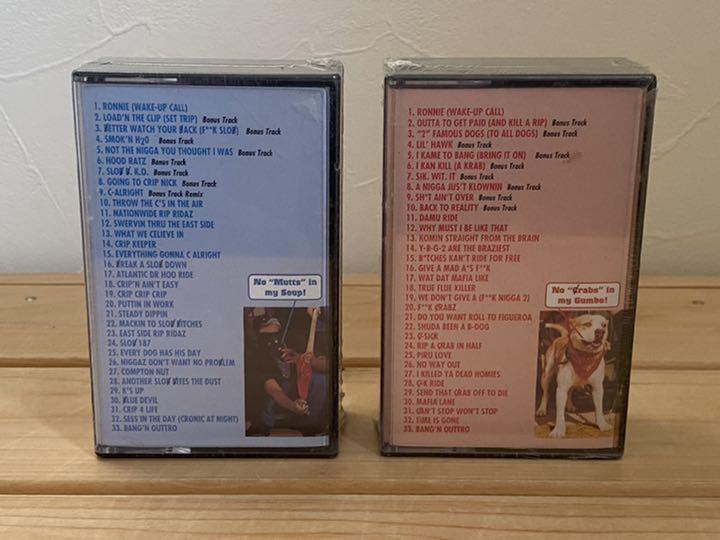 1. RONNIE (WAKE-UP CALL)
2. LOAD'N THE CLIP (SET TRIP) Bonus Track
3. BETTER WATCH YOUR BACK (F**K SLOB) Bonus Track
4. SMOK'N H2O Bonus Track
5. NOT THE NIGGA YOU THOUGHT I WAS Bonus Track
6. HOOD RATZ Bonus Track
7. SLOB V. K.O. Bonus Track
8. GOING TO CRIP NICK Bonus Track
9. C-ALRIGHT Bonus Track Remix
10. THROW THE C'S IN THE AIR
11. NATIONWIDE RIP RIDAZ
12. SWERVIN THRU THE EAST SIDE
13. WHAT WE CELIEVE IN
14. CRIP KEEPER
15. EVERYTHING GONNA C ALRIGHT
16. BREAK A SLOB DOWN
17. ATLANTIC DR HOO RIDE
18. CRIP'N AIN'T EASY
19. CRIP CRIP CRIP
20. PUTTIN IN WORK
21. STEADY DIPPIN
22. MACKIN TO SLOB BITCHES
23. EAST SIDE RIP RIDAZ
24. SLOB 187
25. EVERY DOG HAS HIS DAY
26. NIGGAZ DON'T WANT NO PROBLEM
27. COMPTON NUT
28. ANOTHER SLOB BITES THE DUST
29. K'S UP
30. BLUE DEVIL
31. CRIP 4 LIFE
32. SESS IN THE DAY (CRONIC AT NIGHT)
33. BANG'N OUTTRO
No "Mutts" in
my Soup!
1. RONNIE (WAKE-UP CALL)
2. OUTTA TO GET PAID (AND KILL A RIP) Bonus Track
3. "2" FAMOUS DOGS (TO ALL DOGS) Bonus Track
4. LIL' HAWK Bonus Track
5. I KAME TO BANG (BRING IT ON) Bonus Track
6. I KAN KILL (A KRAB) Bonus Track
7. SIK. WIT. IT Bonus Track
8. A NIGGA JUS'T KLOWNIN Bonus Track
9. SH*T AIN'T OVER Bonus Track
10. BACK TO REALITY Bonus Track
11. DAMU RIDE
12. WHY MUST I BE LIKE THAT
13. KOMIN STRAIGHT FROM THE BRAIN
14. Y-B-G-2 ARE THE BRAZIEST
15. B*TCHES KAN'T RIDE FOR FREE
16. GIVE A MAD A*S F**K
17. WAT DAT MAFIA LIKE
18. TRUE FLUE KILLER
19. WE DON'T GIVE A (F**K NIGGA 2)
20. F**K CRABZ
21. DO YOU WANT ROLL TO FIGUEROA
22. SHUDA BEEN A B-DOG
23. C-SICK
24. RIP A CRAB IN HALF
25. PIRU LOVE
26. NO WAY OUT
27. I KILLED YA DEAD HOMIES
28. C-K RIDE
29. SEND THAT CRAB OFF TO DIE
30. MAFIA LANE
31. CAN'T STOP WON'T STOP
32. TIME IS GONE
33. BANG'N OUTTRO
No "Crabs" in
my Gumbo!